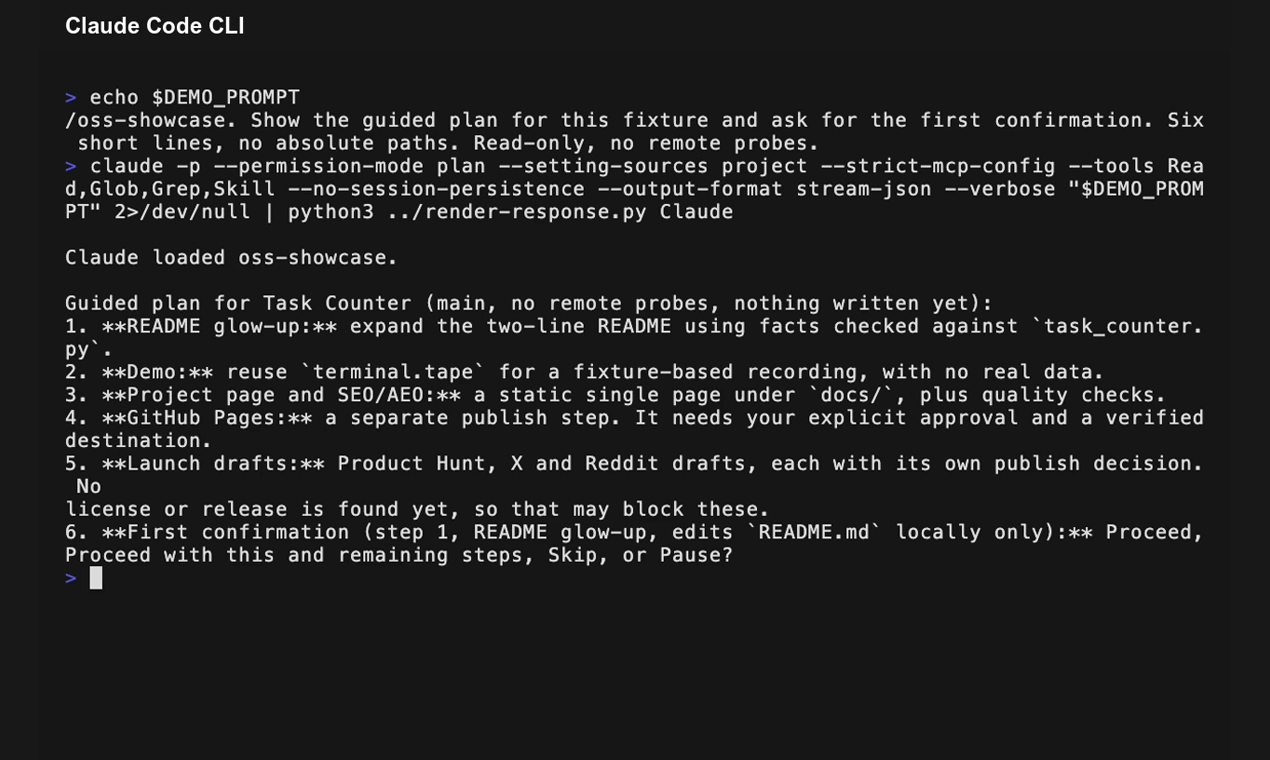 Claude Code CLI
> echo $DEMO_PROMPT
/oss-showcase. Show the guided plan for this fixture and ask for the first confirmation. Six
 short lines, no absolute paths. Read-only, no remote probes.
> claude -p --permission-mode plan --setting-sources project --strict-mcp-config --tools Rea
d,Glob,Grep,Skill --no-session-persistence --output-format stream-json --verbose "$DEMO_PROM
PT" 2>/dev/null | python3 ../render-response.py Claude
Claude loaded oss-showcase.
Guided plan for Task Counter (main, no remote probes, nothing written yet):
1. **README glow-up:** expand the two-line README using facts checked against `task_counter.
py`.
2. **Demo:** reuse `terminal.tape` for a fixture-based recording, with no real data.
3. **Project page and SEO/AEO:** a static single page under `docs/`, plus quality checks.
4. **GitHub Pages:** a separate publish step. It needs your explicit approval and a verified
destination.
5. **Launch drafts:** Product Hunt, X and Reddit drafts, each with its own publish decision.
 No
license or release is found yet, so that may block these.
6. **First confirmation (step 1, README glow-up, edits `README.md` locally only):** Proceed,
Proceed with this and remaining steps, Skip, or Pause?
>